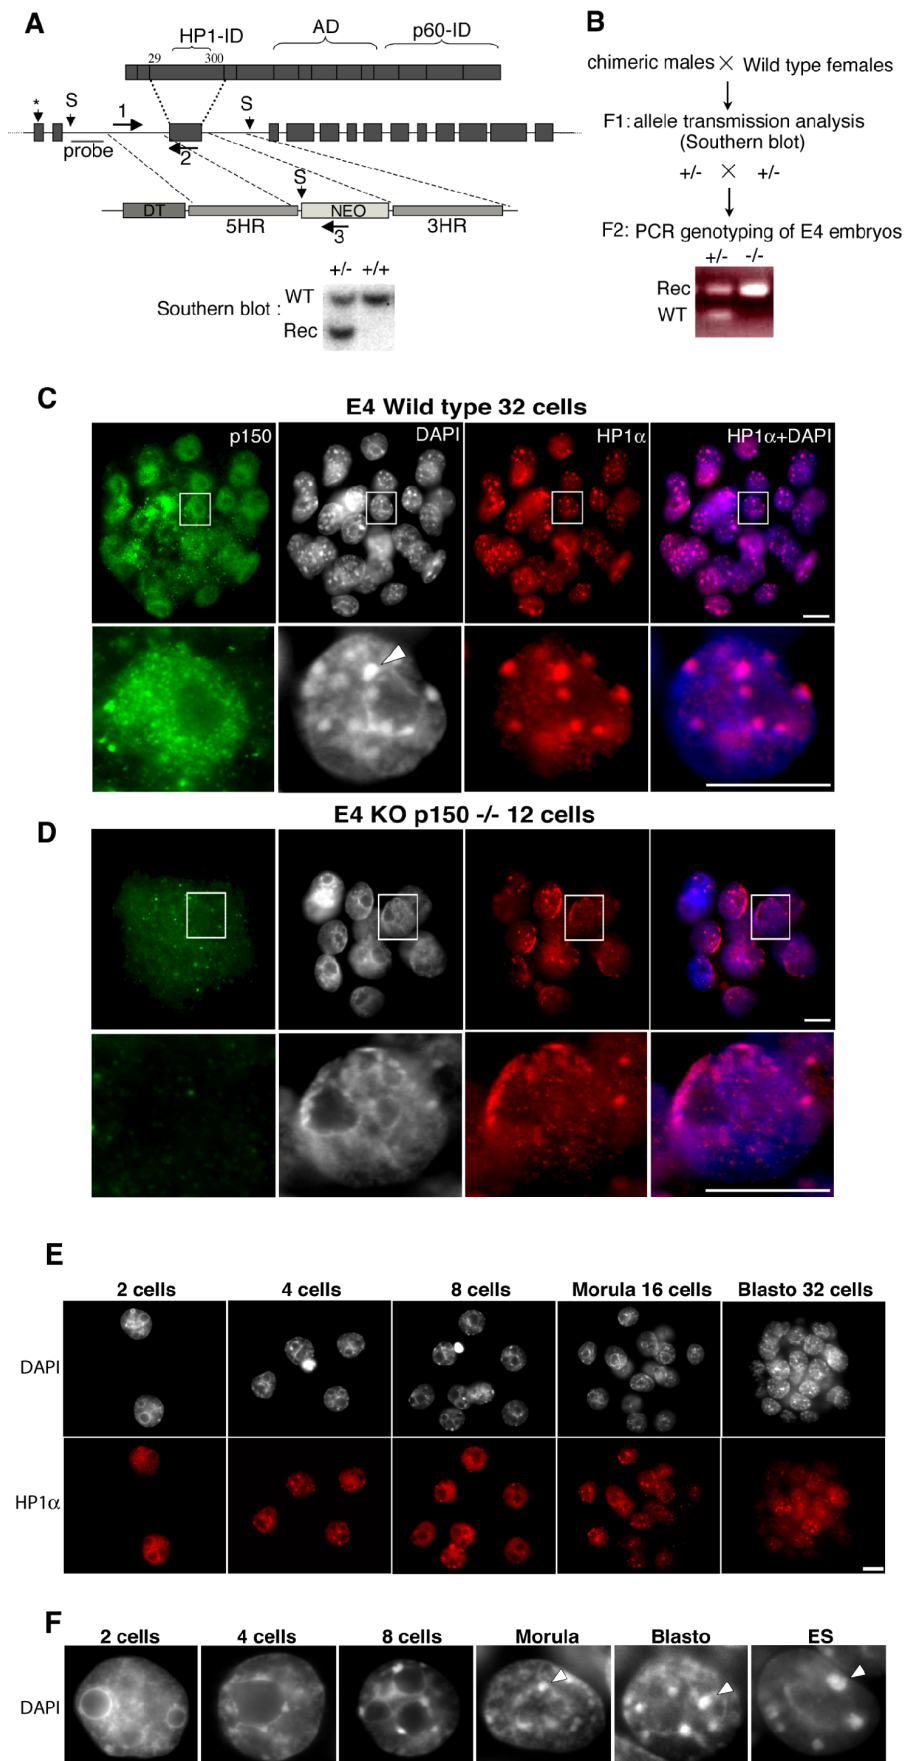 A
HP1-ID
AD
p60-ID
29
300
*
S
1
S
probe
2
S
DT
NEO
5HR
3
3HR
+/- +/+
Southern blot :
WT
Rec
B
chimeric males × Wild type females
F1: allele transmission analysis
(Southern blot)
+/- × +/-
F2: PCR genotyping of E4 embryos
+/- -/-
Rec
WT
C
E4 Wild type 32 cells
p150
DAPI
HP1α
HP1α+DAPI
D
E4 KO p150 -/- 12 cells
E
2 cells
4 cells
8 cells
Morula 16 cells
Blasto 32 cells
DAPI
HP1α
F
2 cells
4 cells
8 cells
Morula
Blasto
ES
DAPI